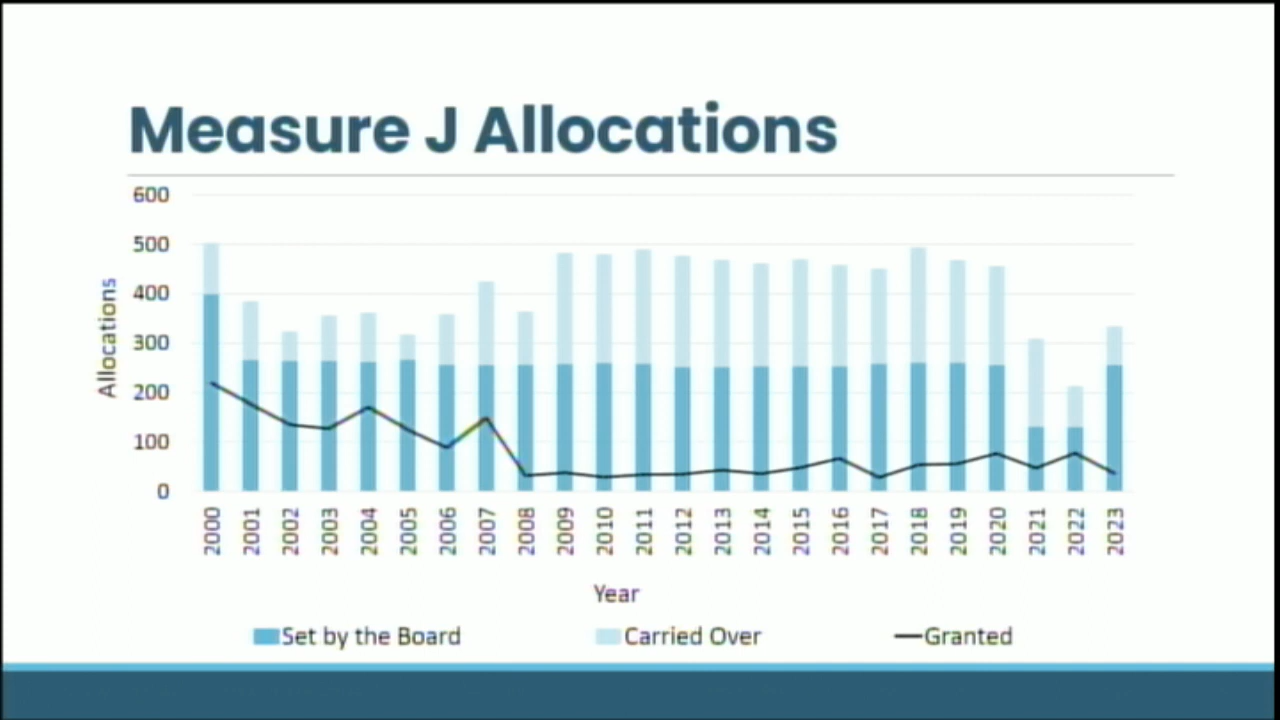 Measure J Allocations
600
500
400
300
200
100
0
Allocations
2000 2001 2002 2003 2004 2005 2006 2007 2008 2009 2010 2011 2012 2013 2014 2015 2016 2017 2018 2019 2020 2021 2022 2023
Year
Set by the Board Carried Over Granted